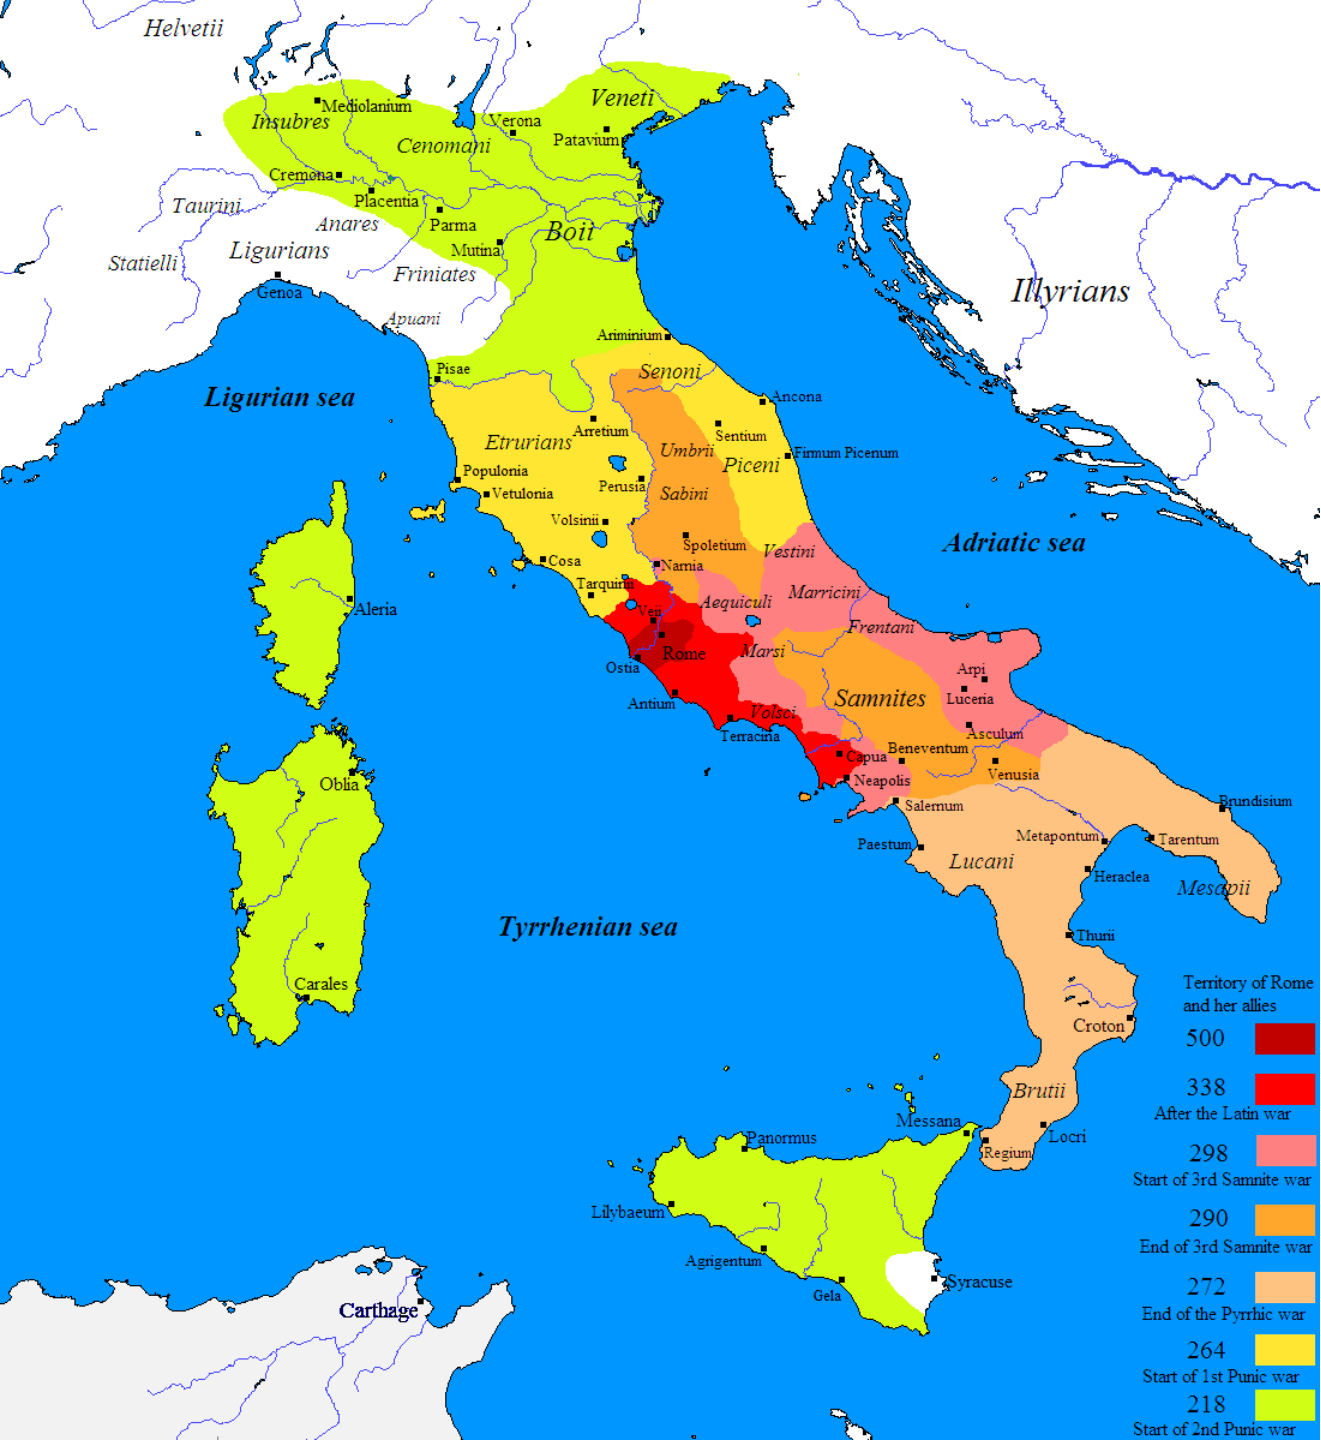 Helvetii
Mediolanium
Veneti
Insubres
Verona
Cenomani
Patavium
Cremona
Placentia
Taurini
Anares
Parma
Boii
Ligurians
Mutina
Statielli
Friniates
Genoa
Illyrians
Apuani
Ariminium
Pisae
Senoni
Ligurian sea
Ancona
Arretium
Sentium
Etrurians
Umbrii
Firmum Picenum
Piceni
Populonia
Perusia
Vetulonia
Sabini
Volsinii
Spoletium
Adriatic sea
Vestini
Cosa
Narnia
Tarquinii
Marricini
Aequiculi
Aleria
Veii
Frentani
Rome
Marsi
Ostia
Arpi
Samnites
Luceria
Antium
Volsci
Terracina
Asculum
Beneventum
Capua
Venusia
Neapolis
Oblia
Salernum
Brundisium
Metapontum
Tarentum
Paestum
Lucani
Heraclea
Mesapii
Tyrrhenian sea
Thurii
Carales
Croton
Brutii
Messana
Locri
Panormus
Regium
Lilybaeum
Agrigentum
Syracuse
Gela
Carthage
Territory of Rome
and her allies
500
338
After the Latin war
298
Start of 3rd Samnite war
290
End of 3rd Samnite war
272
End of the Pyrrhic war
264
Start of 1st Punic war
218
Start of 2nd Punic war